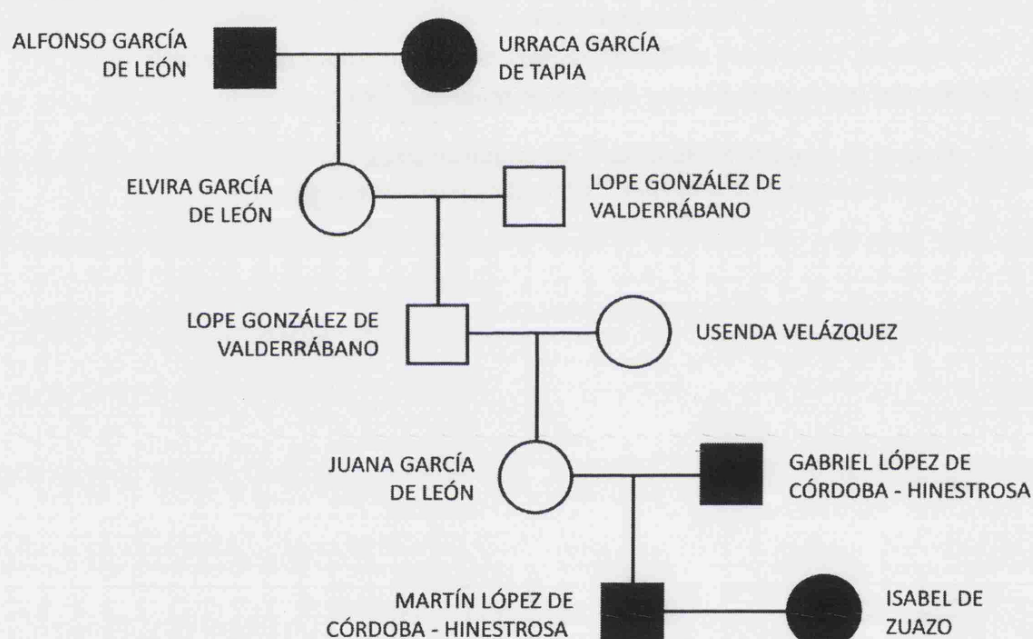 ALFONSO GARCÍA
DE LEÓN
URRACA GARCÍA
DE TAPIA
ELVIRA GARCÍA
DE LEÓN
LOPE GONZÁLEZ DE
VALDERRÁBANO
LOPE GONZÁLEZ DE
VALDERRÁBANO
USENDA VELÁZQUEZ
JUANA GARCÍA
DE LEÓN
GABRIEL LÓPEZ DE
CÓRDOBA - HINESTROSA
MARTÍN LÓPEZ DE
CÓRDOBA - HINESTROSA
ISABEL DE
ZUAZO